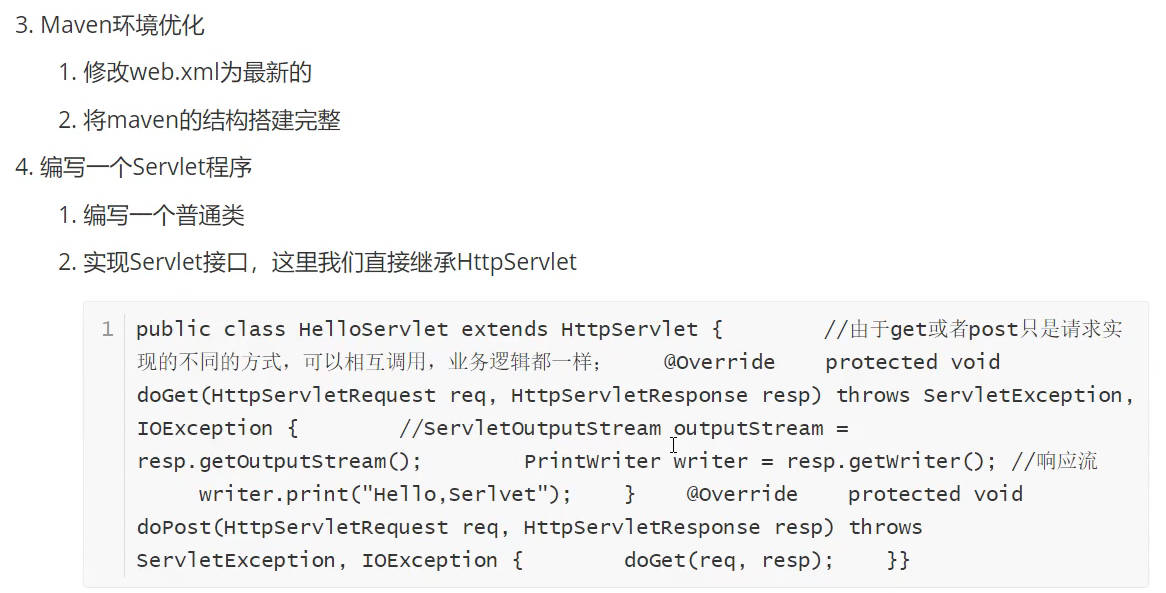 3. Maven环境优化
1. 修改web.xml为最新的
2. 将maven的结构搭建完整
4. 编写一个Servlet程序
1. 编写一个普通类
2. 实现Servlet接口，这里我们直接继承HttpServlet
1 public class HelloServlet extends HttpServlet {        //由于get或者post只是请求实
现的不同的方式，可以相互调用，业务逻辑都一样；    @Override    protected void
doGet(HttpServletRequest req, HttpServletResponse resp) throws ServletException,
IOException {        //ServletOutputStream outputStream =
resp.getOutputStream();        PrintWriter writer = resp.getWriter(); //响应流
writer.print("Hello,Serlvet");    }    @Override    protected void
doPost(HttpServletRequest req, HttpServletResponse resp) throws
ServletException, IOException {        doGet(req, resp);    }}